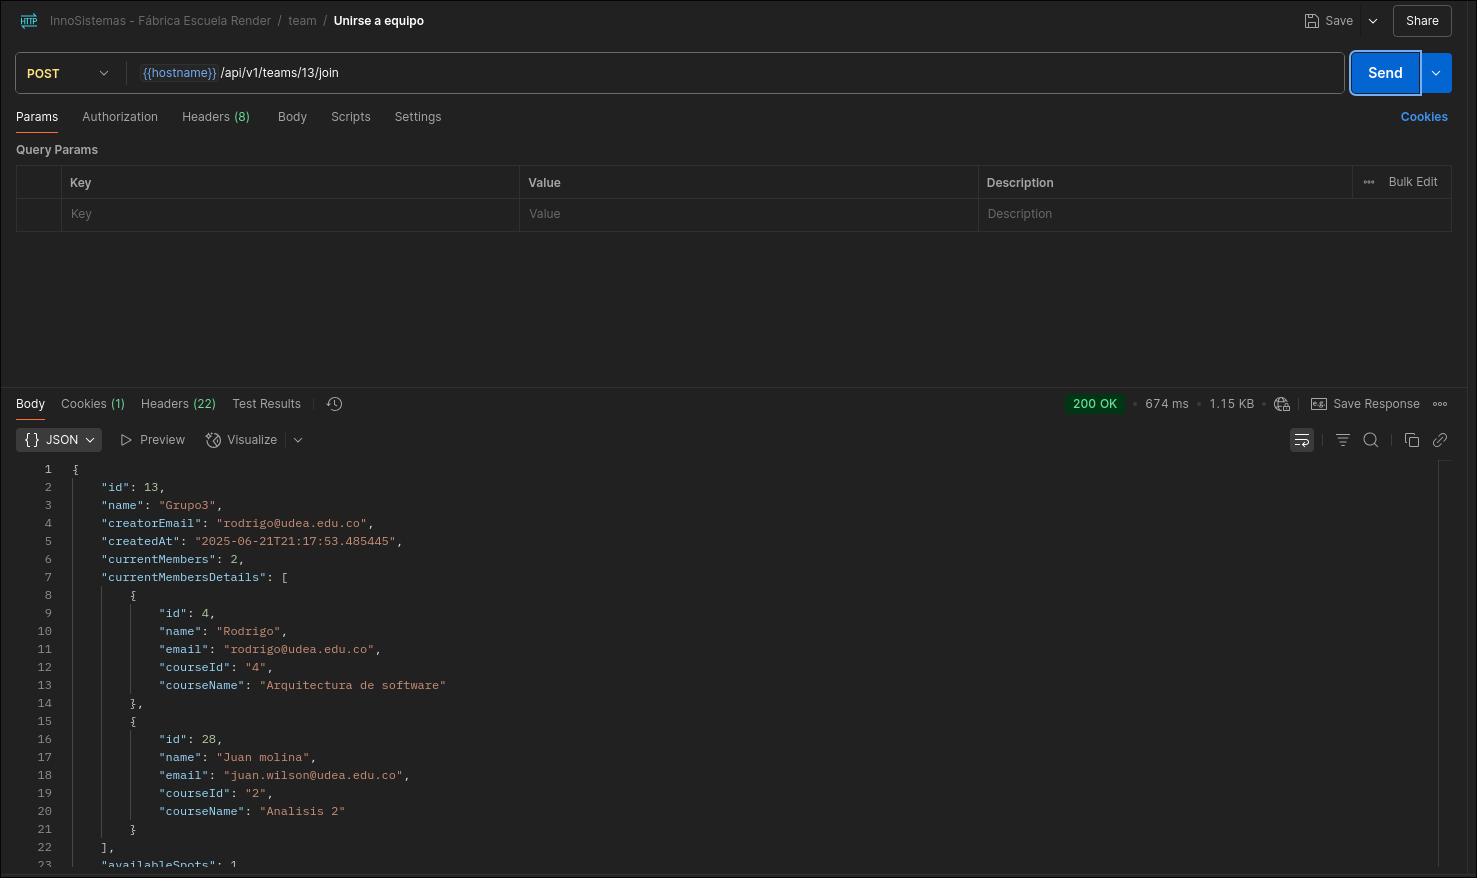 HTTP InnoSistemas - Fábrica Escuela Render / team / Unirse a equipo Save Share
POST {{hostname}} /api/v1/teams/13/join Send
Params Authorization Headers (8) Body Scripts Settings Cookies
Query Params
Key Value Description ••• Bulk Edit
Key Value Description
Body Cookies (1) Headers (22) Test Results 200 OK • 674 ms • 1.15 KB • e.g. Save Response •••
{} JSON Preview Visualize
1 {
2 "id": 13,
3 "name": "Grupo3",
4 "creatorEmail": "rodrigo@udea.edu.co",
5 "createdAt": "2025-06-21T21:17:53.485445",
6 "currentMembers": 2,
7 "currentMembersDetails": [
8 {
9 "id": 4,
10 "name": "Rodrigo",
11 "email": "rodrigo@udea.edu.co",
12 "courseId": "4",
13 "courseName": "Arquitectura de software"
14 },
15 {
16 "id": 28,
17 "name": "Juan molina",
18 "email": "juan.wilson@udea.edu.co",
19 "courseId": "2",
20 "courseName": "Analisis 2"
21 }
22 ],
23 "availableSpots": 1